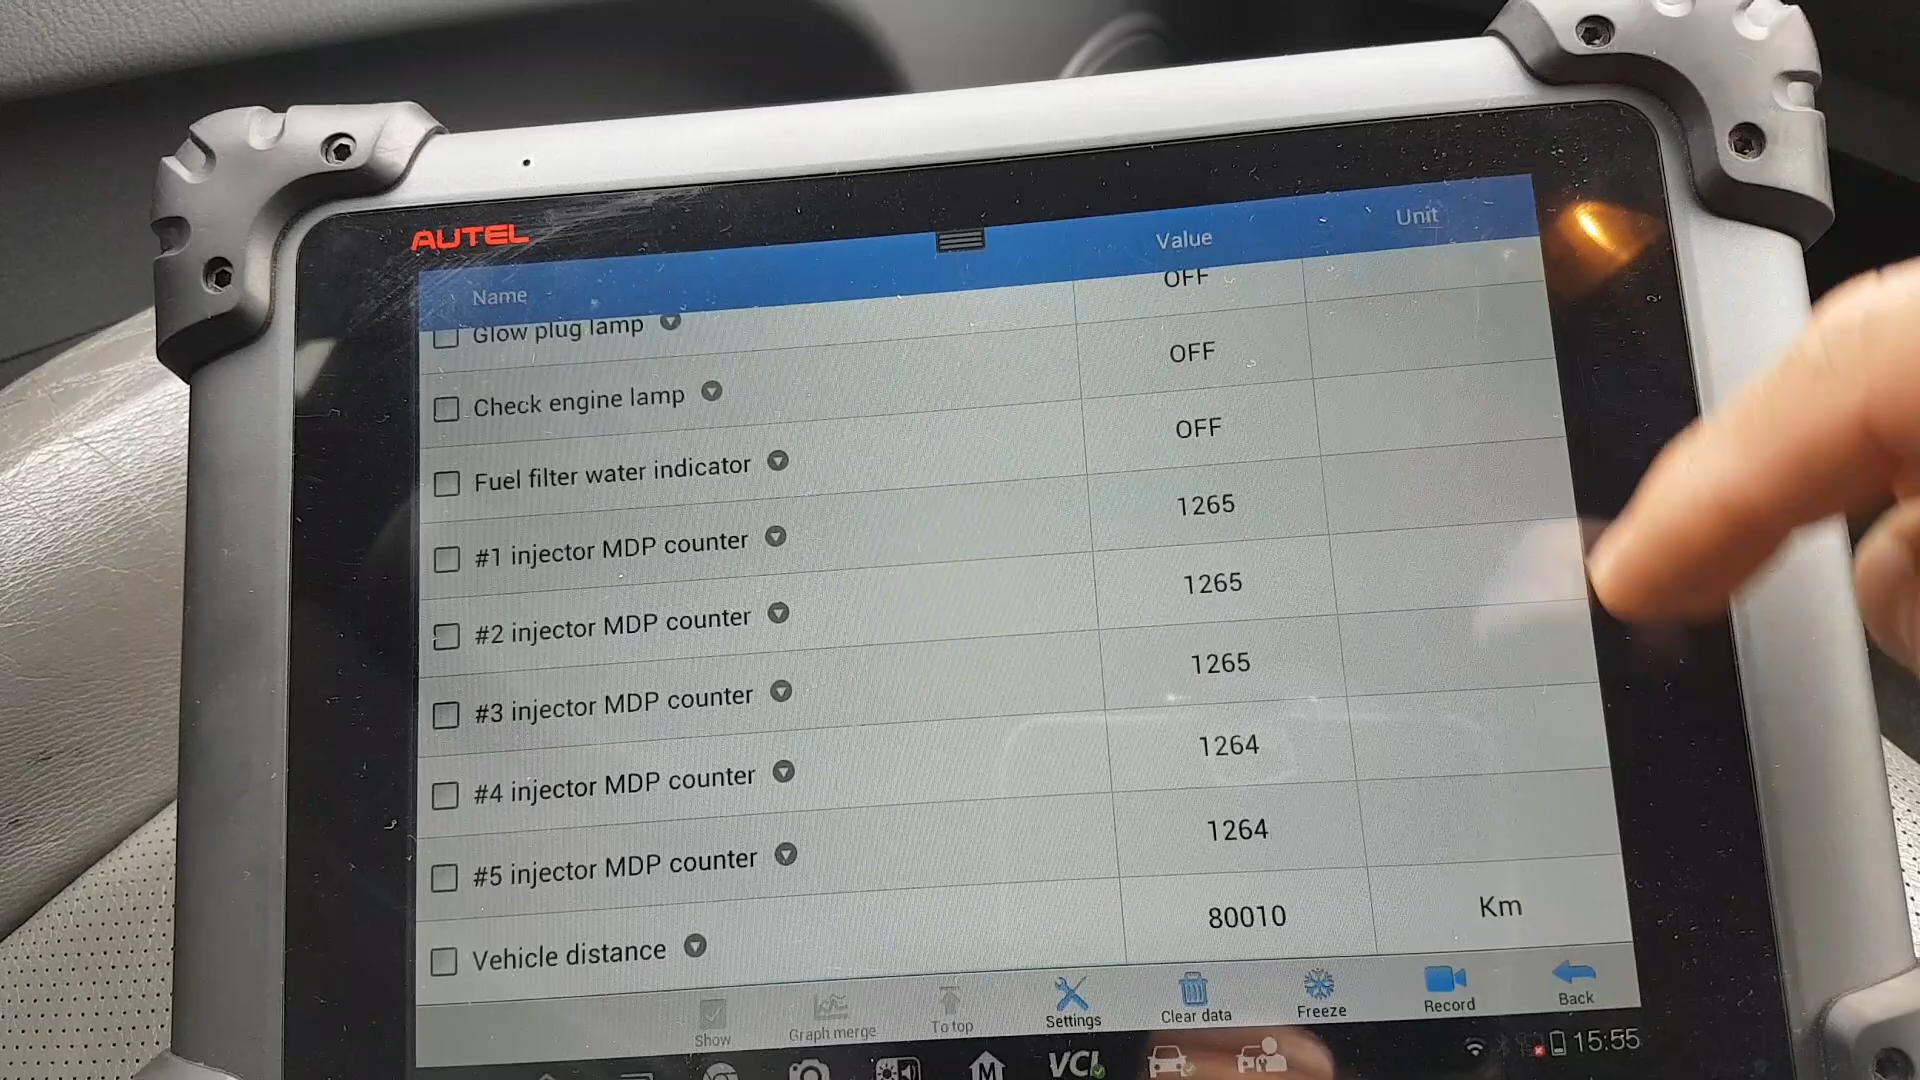 AUTEL
Name Value Unit
Glow plug lamp OFF
Check engine lamp OFF
Fuel filter water indicator OFF
#1 injector MDP counter 1265
#2 injector MDP counter 1265
#3 injector MDP counter 1265
#4 injector MDP counter 1264
#5 injector MDP counter 1264
Vehicle distance 80010 Km
Show Graph merge To top Settings Clear data Freeze Record Back
M VCI 15:55